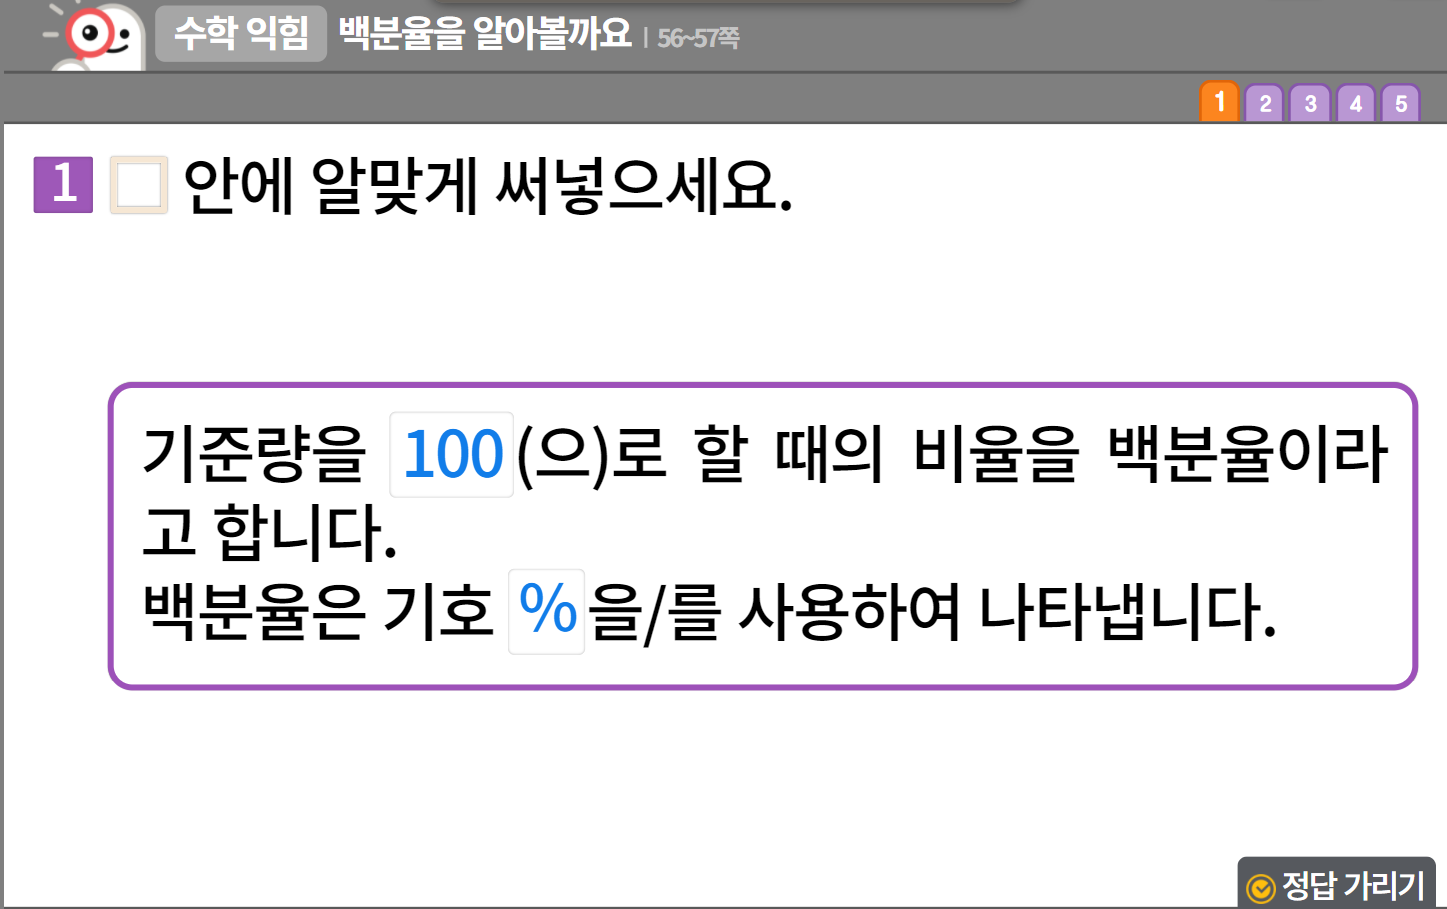 수학 익힘 백분율을 알아볼까요 | 56~57쪽
1 2 3 4 5
1 □ 안에 알맞게 써넣으세요.
기준량을 100(으)로 할 때의 비율을 백분율이라
고 합니다.
백분율은 기호 %을/를 사용하여 나타냅니다.
정답 가리기